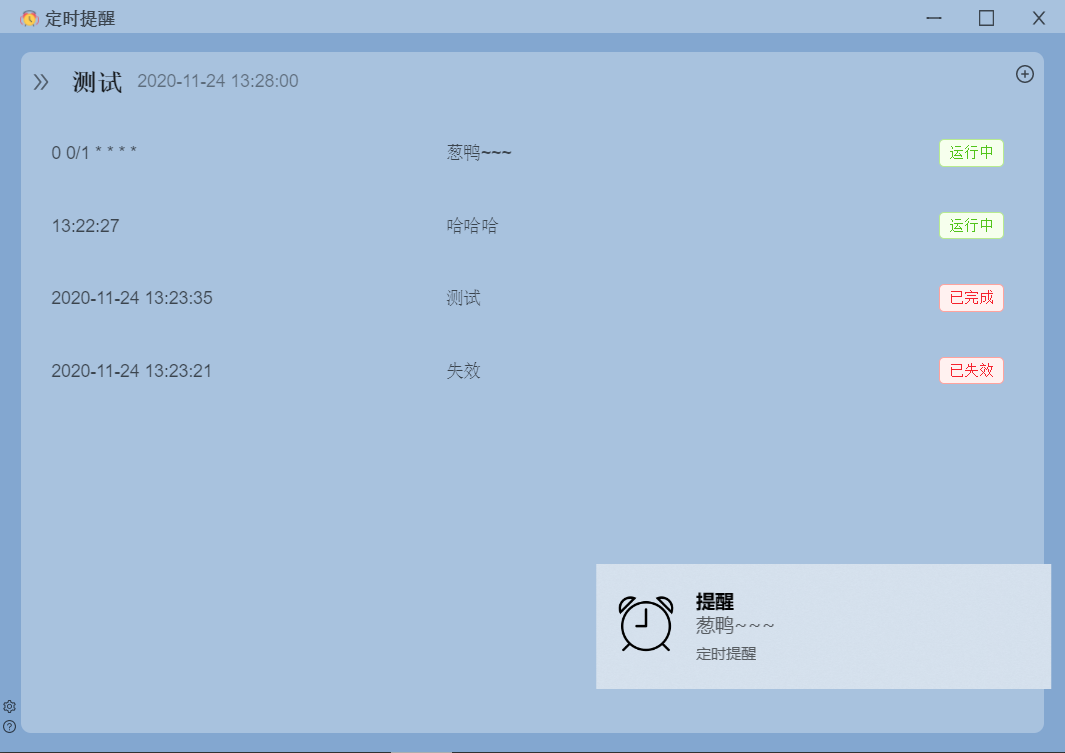 定时提醒
测试 2020-11-24 13:28:00
0 0/1 * * * * 葱鸭~~~ 运行中
13:22:27 哈哈哈 运行中
2020-11-24 13:23:35 测试 已完成
2020-11-24 13:23:21 失效 已失效
提醒
葱鸭~~~
定时提醒